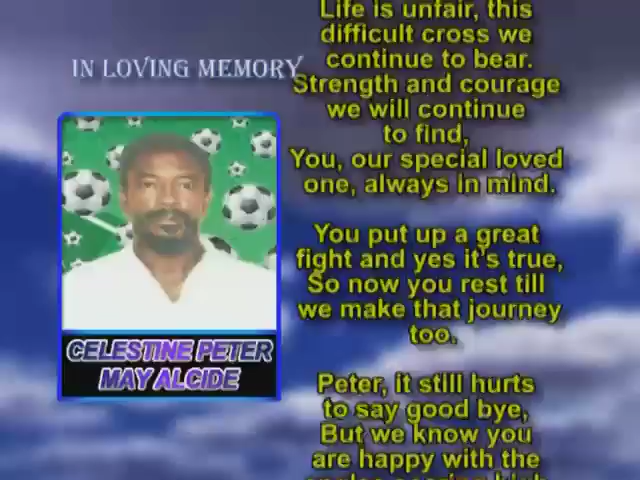 IN LOVING MEMORY
CELESTINE PETER
MAY ALCIDE
Life is unfair, this
difficult cross we
continue to bear.
Strength and courage
we will continue
to find,
You, our special loved
one, always in mind.
You put up a great
fight and yes it's true,
So now you rest till
we make that journey
too.
Peter, it still hurts
to say good bye,
But we know you
are happy with the